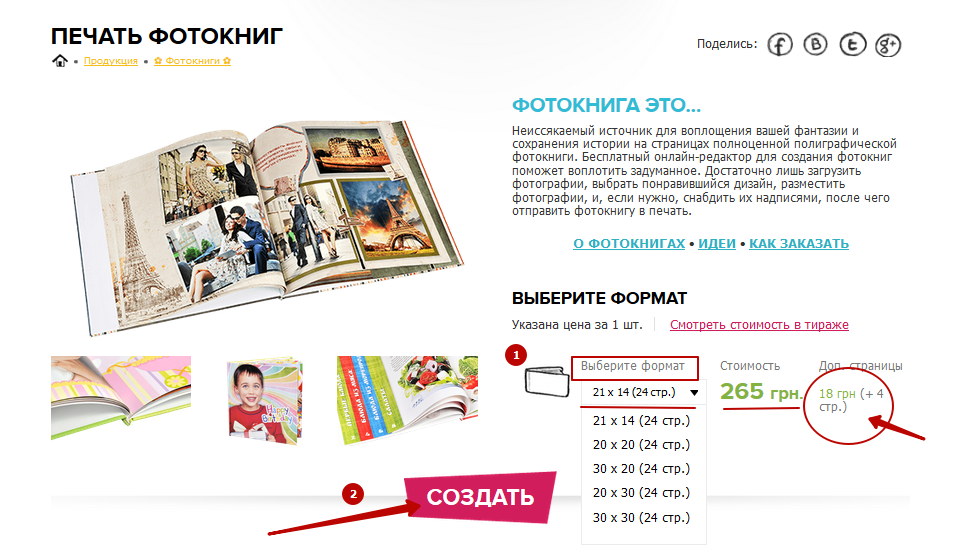 ПЕЧАТЬ ФОТОКНИГ
Поделись:
Продукция • ✿ Фотокниги ✿
ФОТОКНИГА ЭТО...
Неиссякаемый источник для воплощения вашей фантазии и
сохранения истории на страницах полноценной полиграфической
фотокниги. Бесплатный онлайн-редактор для создания фотокниг
поможет воплотить задуманное. Достаточно лишь загрузить
фотографии, выбрать понравившийся дизайн, разместить
фотографии, и, если нужно, снабдить их надписями, после чего
отправить фотокнигу в печать.
О ФОТОКНИГАХ • ИДЕИ • КАК ЗАКАЗАТЬ
ВЫБЕРИТЕ ФОРМАТ
Указана цена за 1 шт.
Смотреть стоимость в тираже
1
Выберите формат
Стоимость
Доп. страницы
21 x 14 (24 стр.)
265 грн.
18 грн (+ 4
стр.)
21 x 14 (24 стр.)
20 x 20 (24 стр.)
30 x 20 (24 стр.)
20 x 30 (24 стр.)
30 x 30 (24 стр.)
Happy
Birthday
2
СОЗДАТЬ